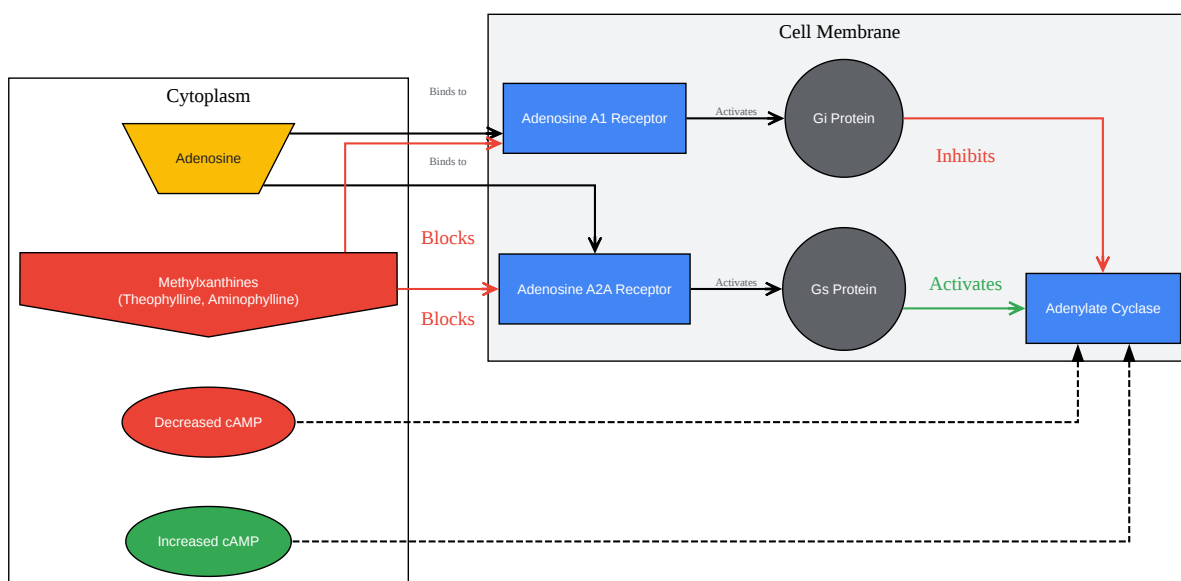 Cell Membrane
Cytoplasm
Binds to
Adenosine A1 Receptor
Activates
Gi Protein
Adenosine
Binds to
Inhibits
Blocks
Methylxanthines
(Theophylline, Aminophylline)
Adenosine A2A Receptor
Activates
Gs Protein
Activates
Adenylate Cyclase
Blocks
Decreased cAMP
Increased cAMP